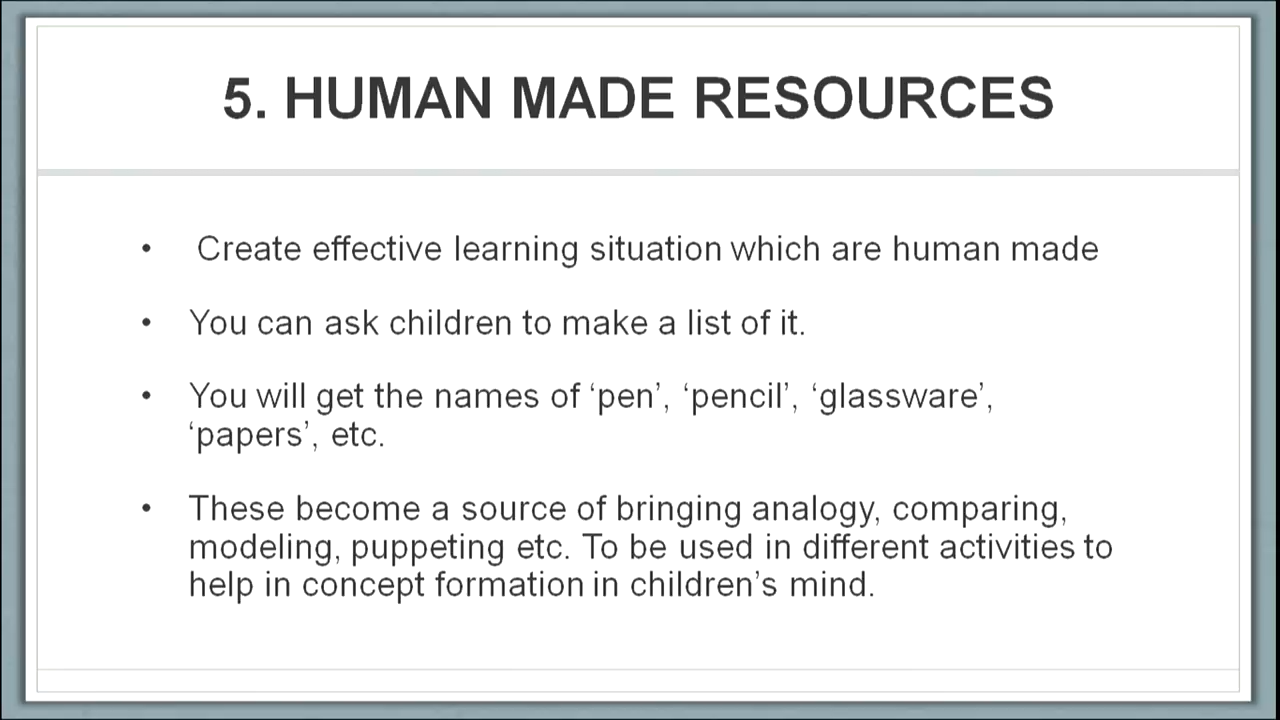 5. HUMAN MADE RESOURCES
• Create effective learning situation which are human made
• You can ask children to make a list of it.
• You will get the names of ‘pen’, ‘pencil’, ‘glassware’,
‘papers’, etc.
• These become a source of bringing analogy, comparing,
modeling, puppeting etc. To be used in different activities to
help in concept formation in children’s mind.